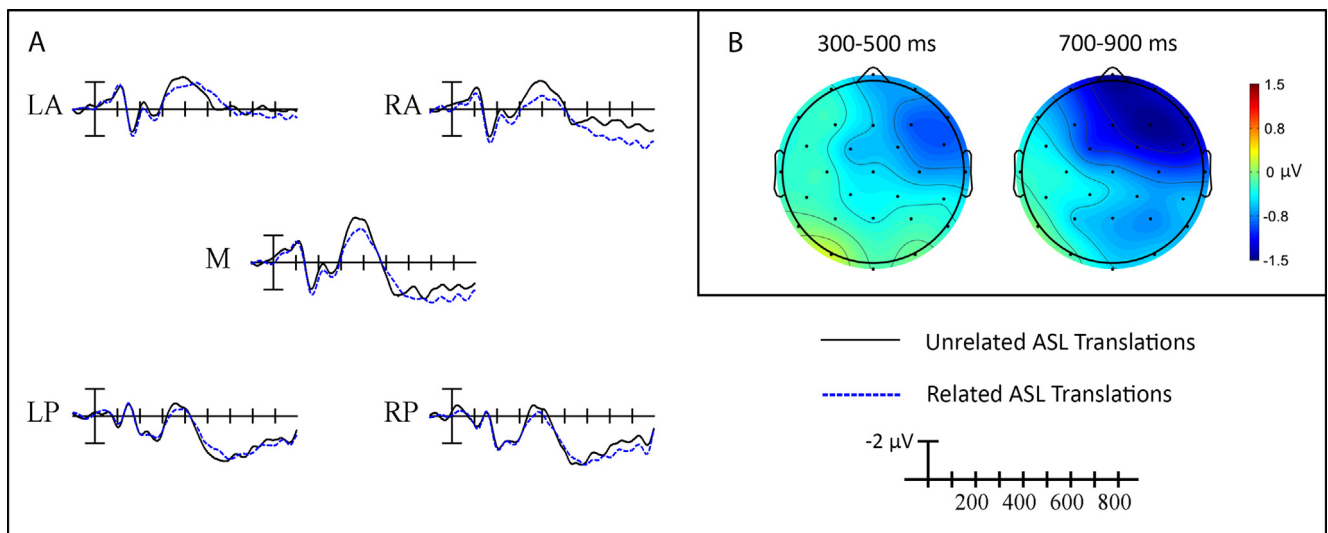 A
LA
RA
M
LP
RP
B
300-500 ms
700-900 ms
1.5
0.8
0 µV
-0.8
-1.5
Unrelated ASL Translations
Related ASL Translations
-2 µV
200 400 600 800